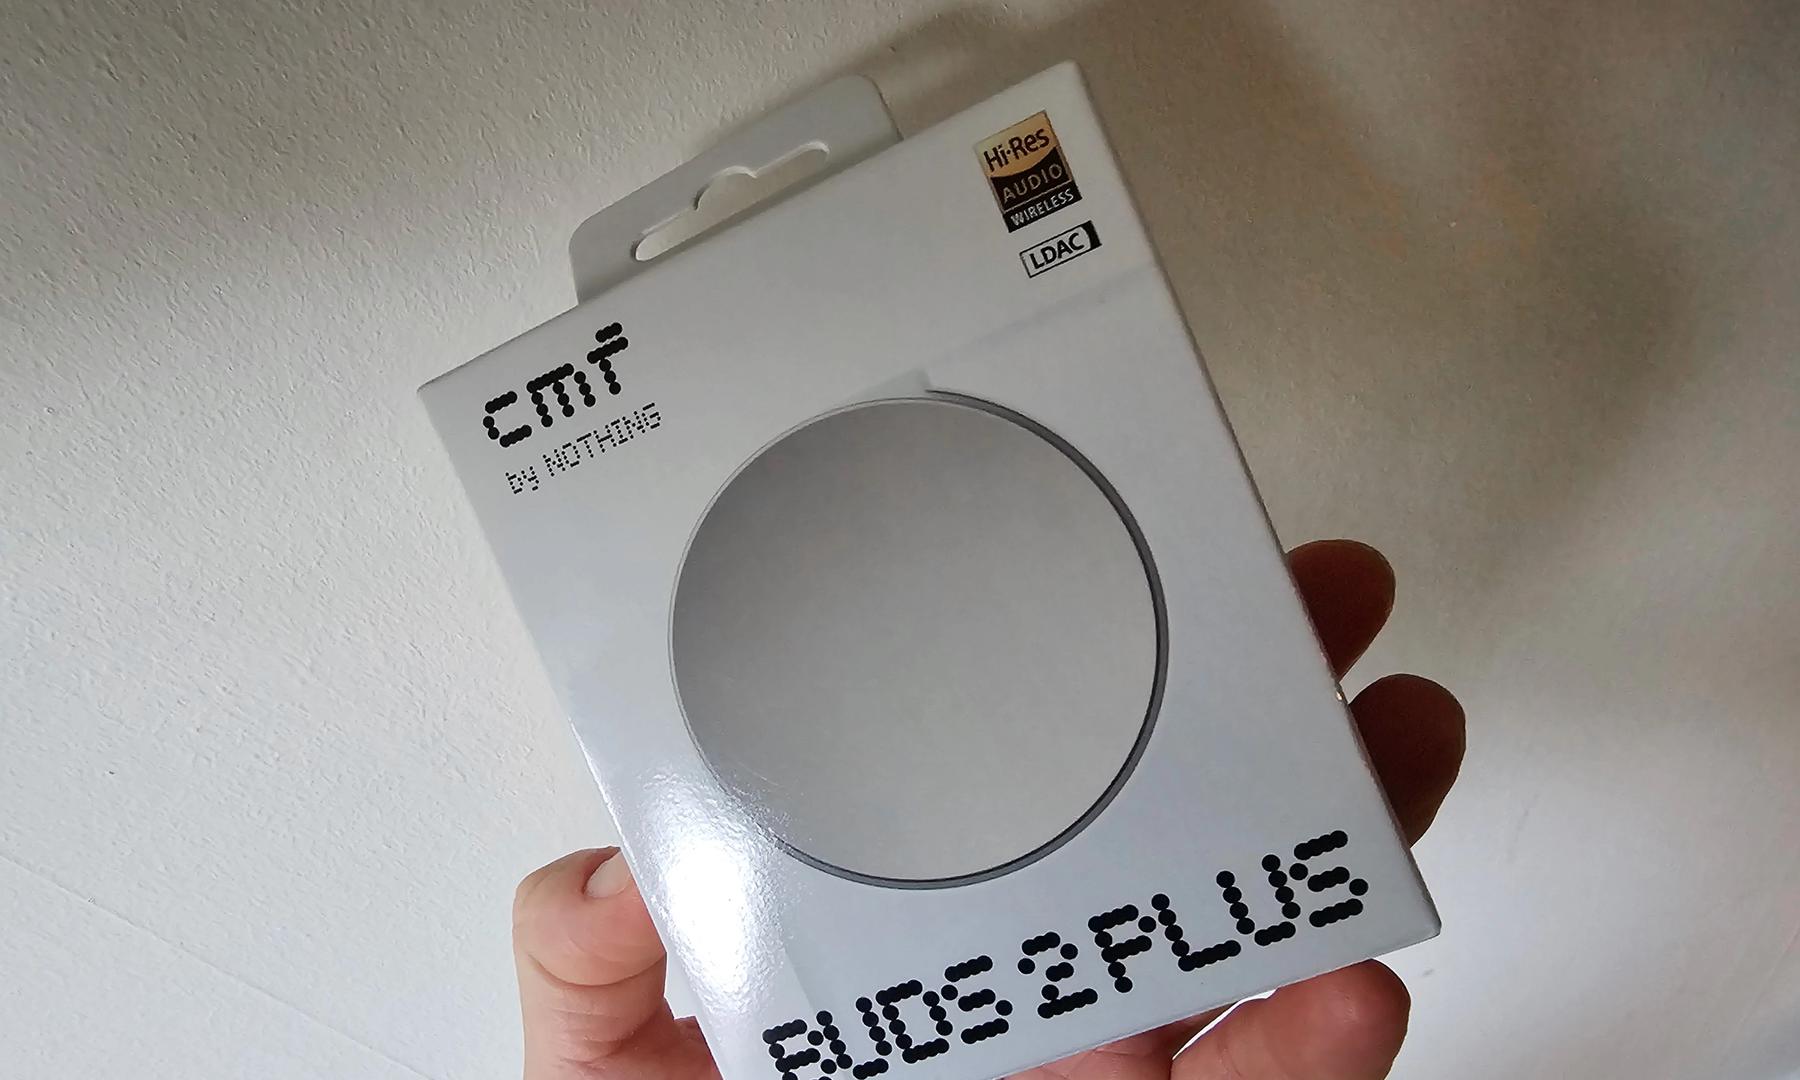 Hi-Res
AUDIO
WIRELESS
LDAC
cmf
by NOTHING
BUDS 2 PLUS